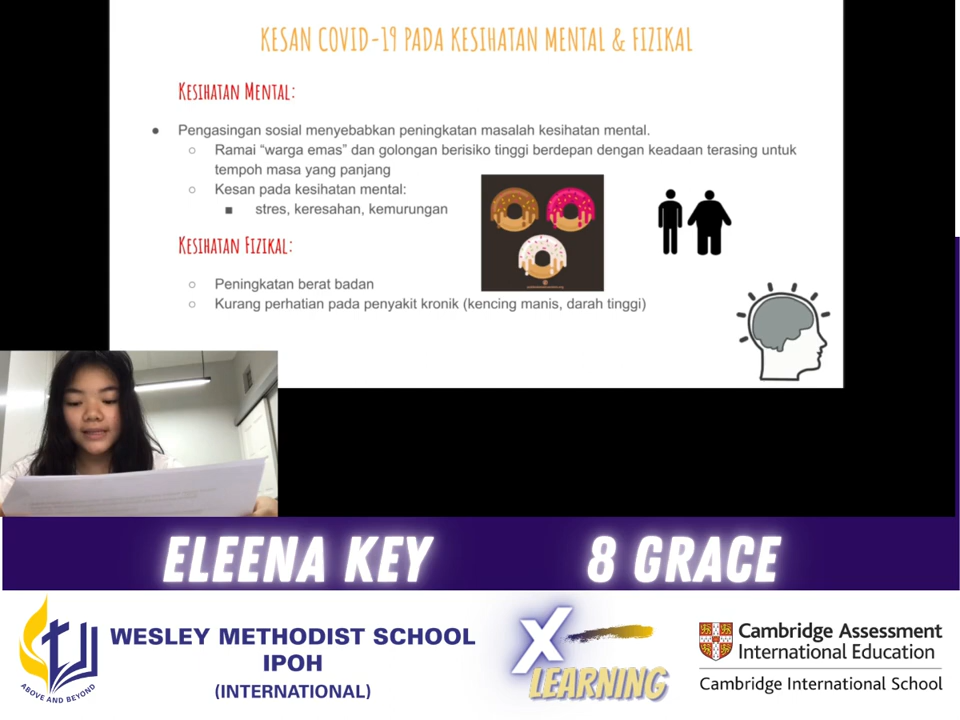 KESAN COVID-19 PADA KESIHATAN MENTAL & FIZIKAL
KESIHATAN MENTAL:
● Pengasingan sosial menyebabkan peningkatan masalah kesihatan mental.
○ Ramai “warga emas” dan golongan berisiko tinggi berdepan dengan keadaan terasing untuk
tempoh masa yang panjang
○ Kesan pada kesihatan mental:
■ stres, keresahan, kemurungan
KESIHATAN FIZIKAL:
○ Peningkatan berat badan
○ Kurang perhatian pada penyakit kronik (kencing manis, darah tinggi)
ELEENA KEY
8 GRACE
ABOVE AND BEYOND
WESLEY METHODIST SCHOOL
IPOH
(INTERNATIONAL)
X
LEARNING
Cambridge Assessment
International Education
Cambridge International School